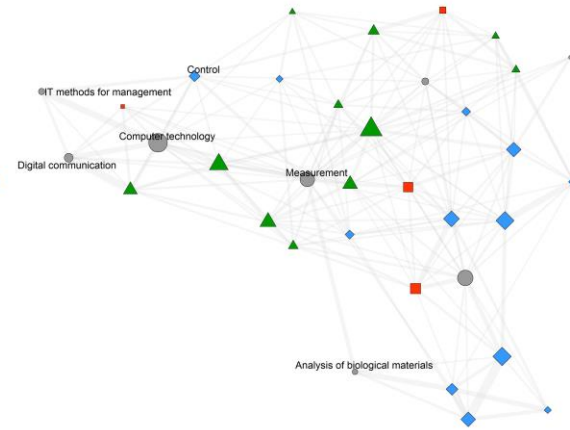 Control
IT methods for management
Computer technology
Digital communication
Measurement
Analysis of biological materials